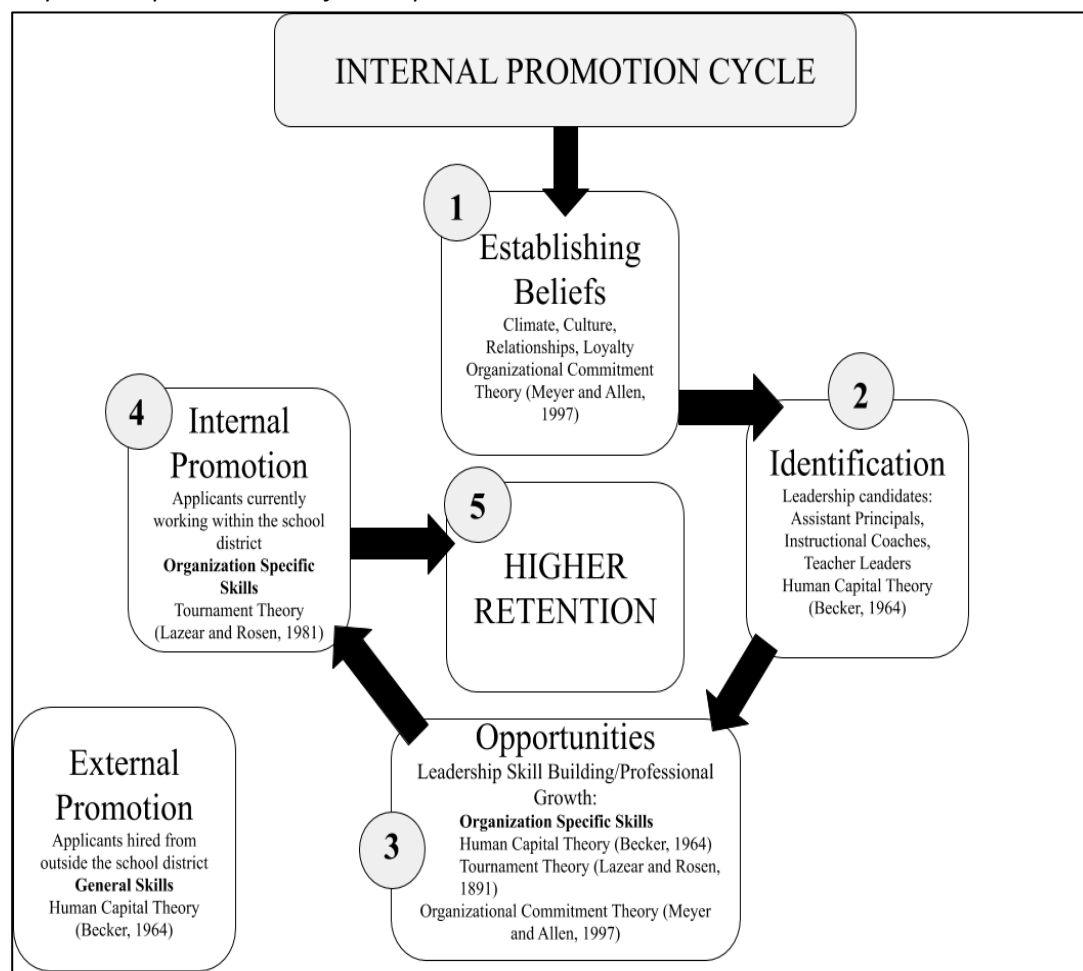 INTERNAL PROMOTION CYCLE
1
Establishing
Beliefs
Climate, Culture,
Relationships, Loyalty
Organizational Commitment
Theory (Meyer and Allen,
1997)
2
Identification
Leadership candidates:
Assistant Principals,
Instructional Coaches,
Teacher Leaders
Human Capital Theory
(Becker, 1964)
3
Opportunities
Leadership Skill Building/Professional
Growth:
Organization Specific Skills
Human Capital Theory (Becker, 1964)
Tournament Theory (Lazear and Rosen,
1891)
Organizational Commitment Theory (Meyer
and Allen, 1997)
4
Internal
Promotion
Applicants currently
working within the school
district
Organization Specific
Skills
Tournament Theory
(Lazear and Rosen, 1981)
5
HIGHER
RETENTION
External
Promotion
Applicants hired from
outside the school district
General Skills
Human Capital Theory
(Becker, 1964)